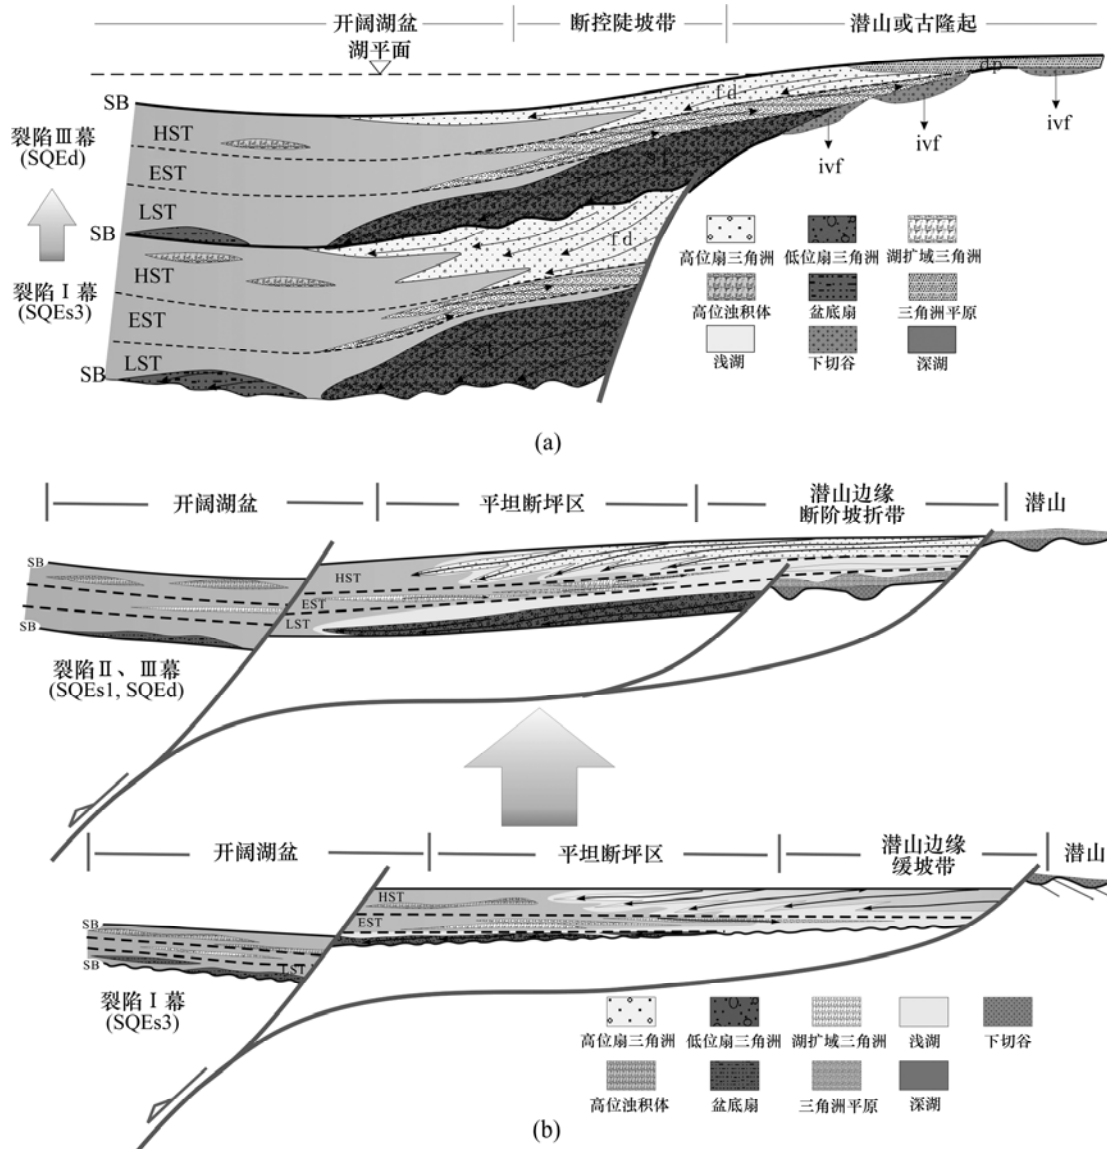 开阔湖盆 断控陡坡带 潜山或古隆起
湖平面
SB
HST
裂陷Ⅲ幕
(SQEd)
EST
LST
SB
HST
裂陷Ⅰ幕
(SQEs3)
EST
LST
SB
fd
dp
fd
ivf
ivf
ivf
高位扇三角洲 低位扇三角洲 湖扩域三角洲
高位浊积体 盆底扇 三角洲平原
浅湖 下切谷 深湖
(a)
开阔湖盆 平坦断坪区 潜山边缘
断阶坡折带 潜山
SB
HST
EST
LST
SB
裂陷Ⅱ、Ⅲ幕
(SQEs1, SQEd)
开阔湖盆 平坦断坪区 潜山边缘
缓坡带 潜山
HST
EST
SB
SB
LST
裂陷Ⅰ幕
(SQEs3)
高位扇三角洲 低位扇三角洲 湖扩域三角洲 浅湖 下切谷
高位浊积体 盆底扇 三角洲平原 深湖
(b)